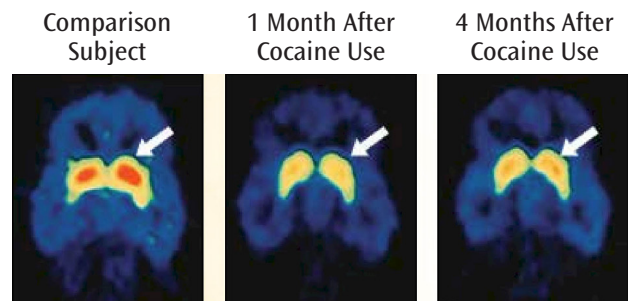 Comparison
Subject
1 Month After
Cocaine Use
4 Months After
Cocaine Use